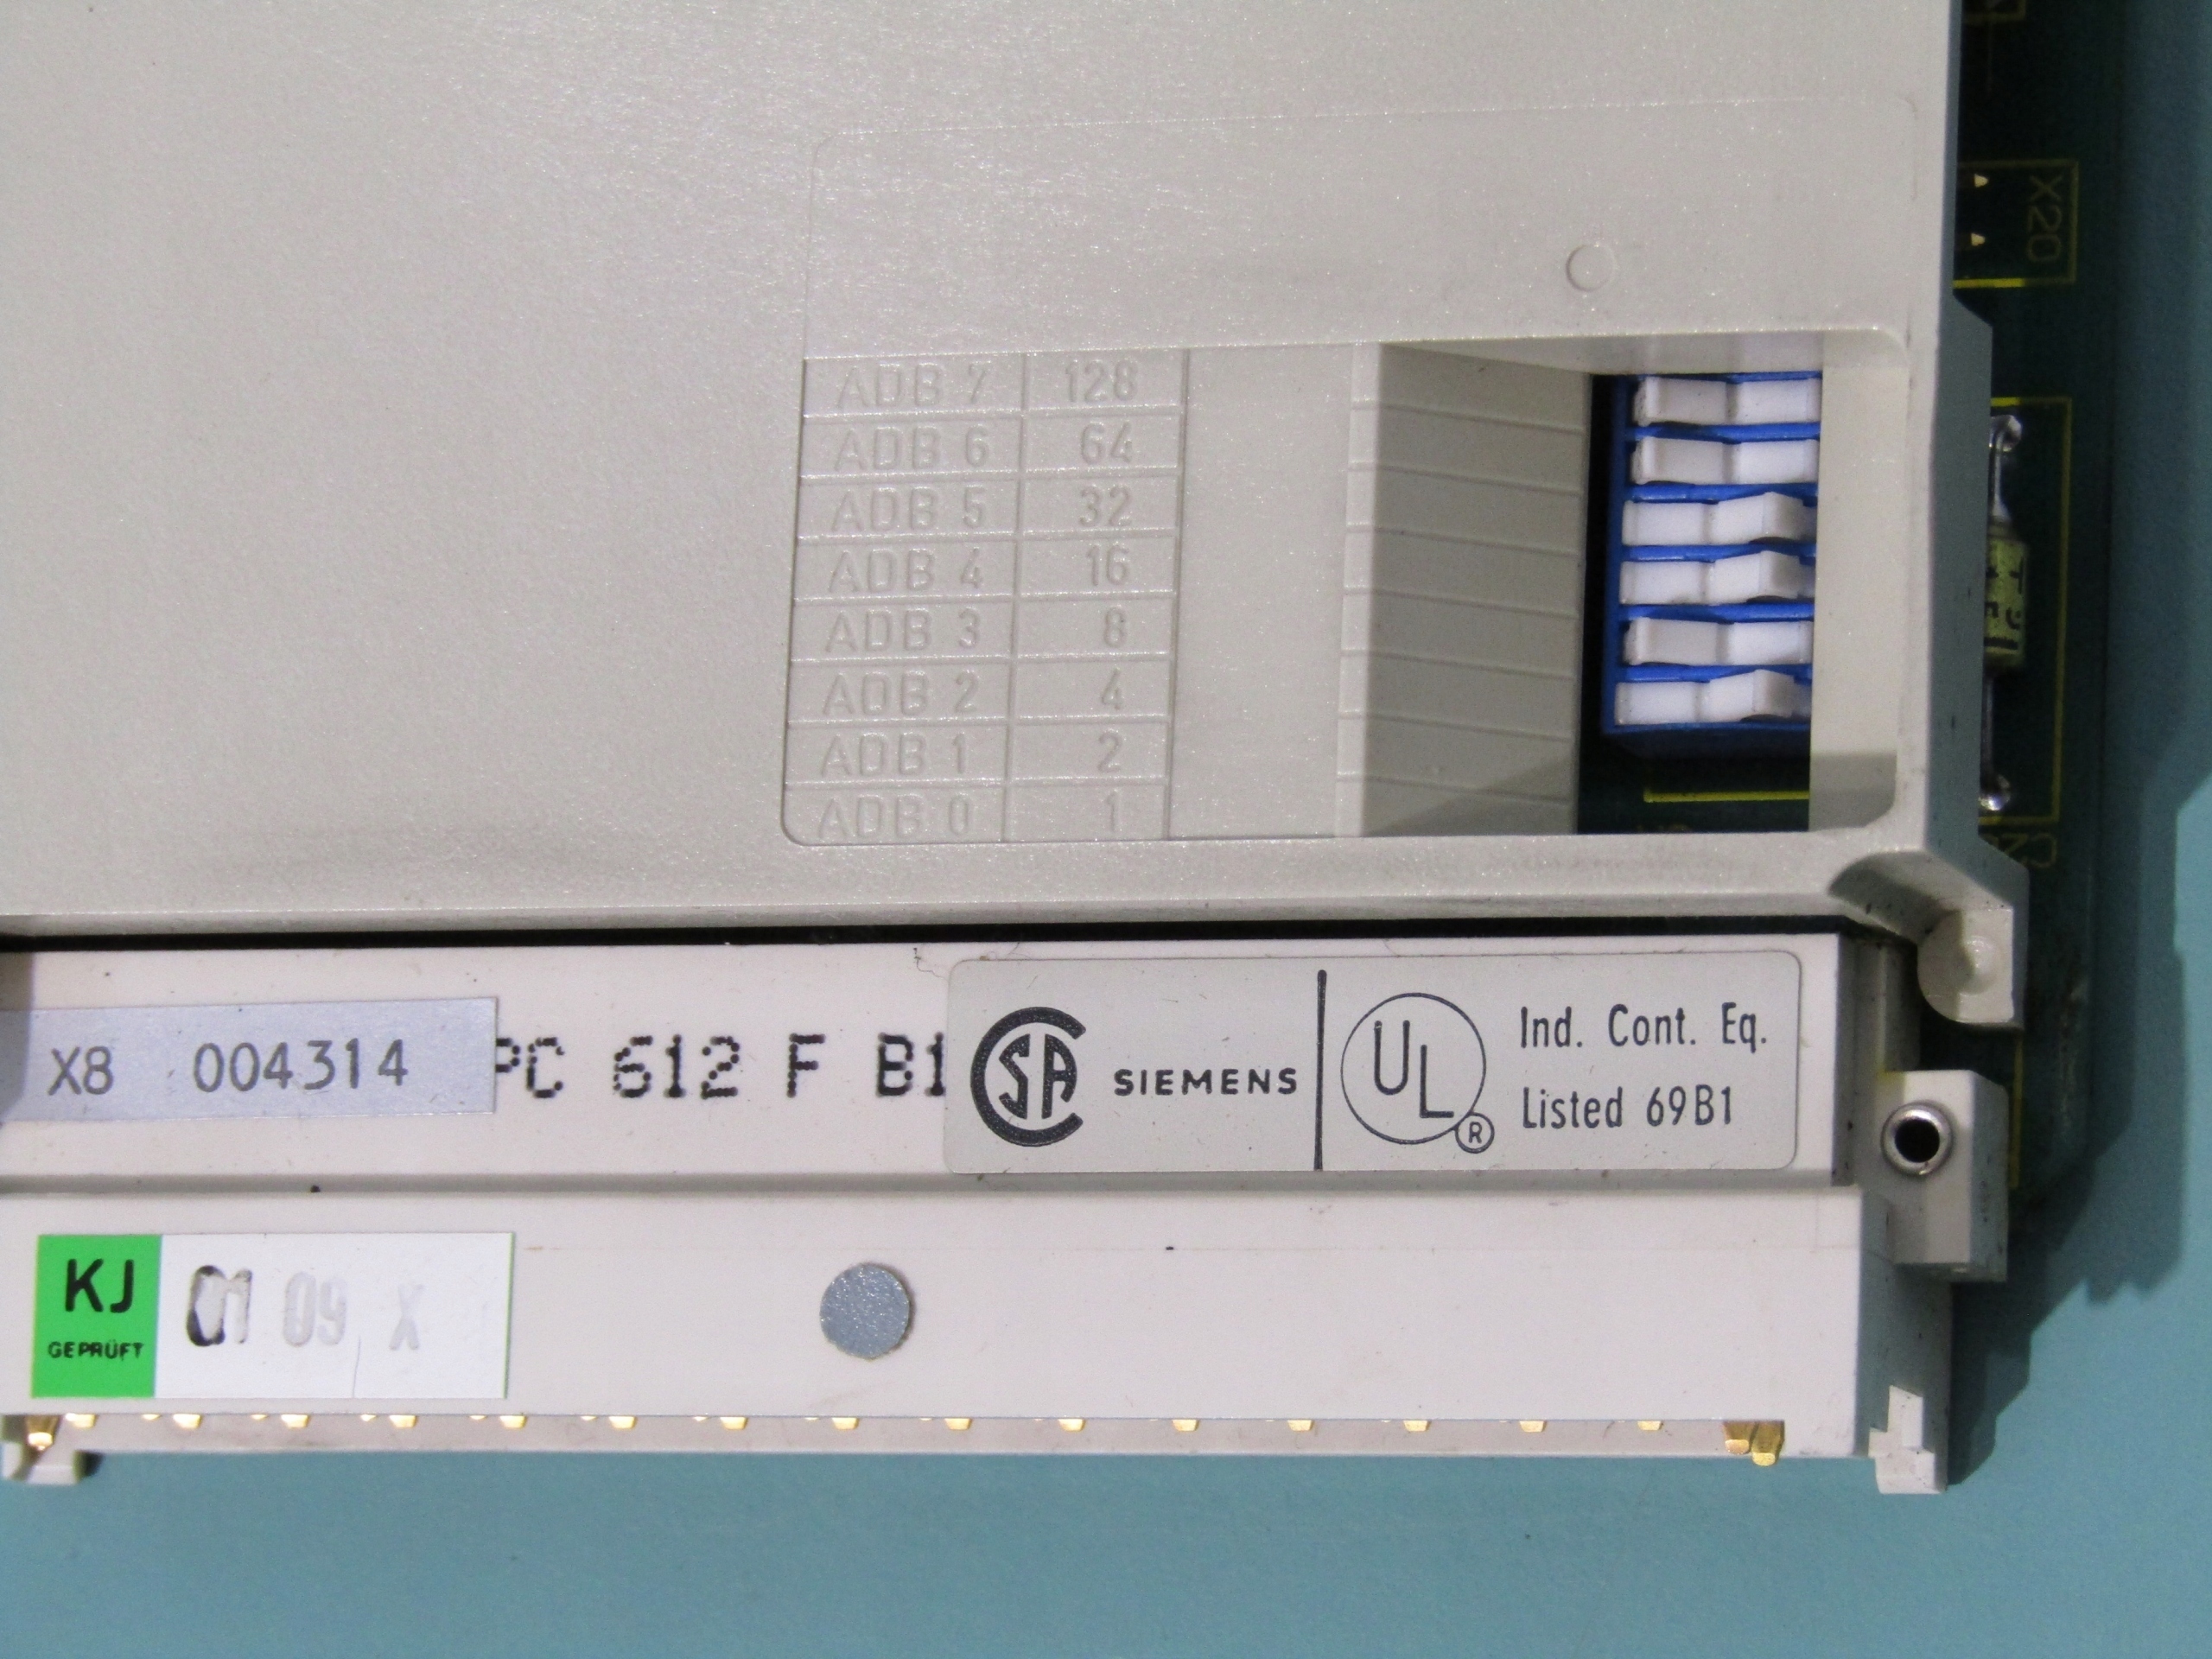 X20
ADB 7 128
ADB 6 64
ADB 5 32
ADB 4 16
ADB 3 8
ADB 2 4
ADB 1 2
ADB 0 1
X8 004314
PC 612 F B1
CSA SIEMENS
UL ®
Ind. Cont. Eq.
Listed 69B1
KJ
GEPRÜFT
01 09 X